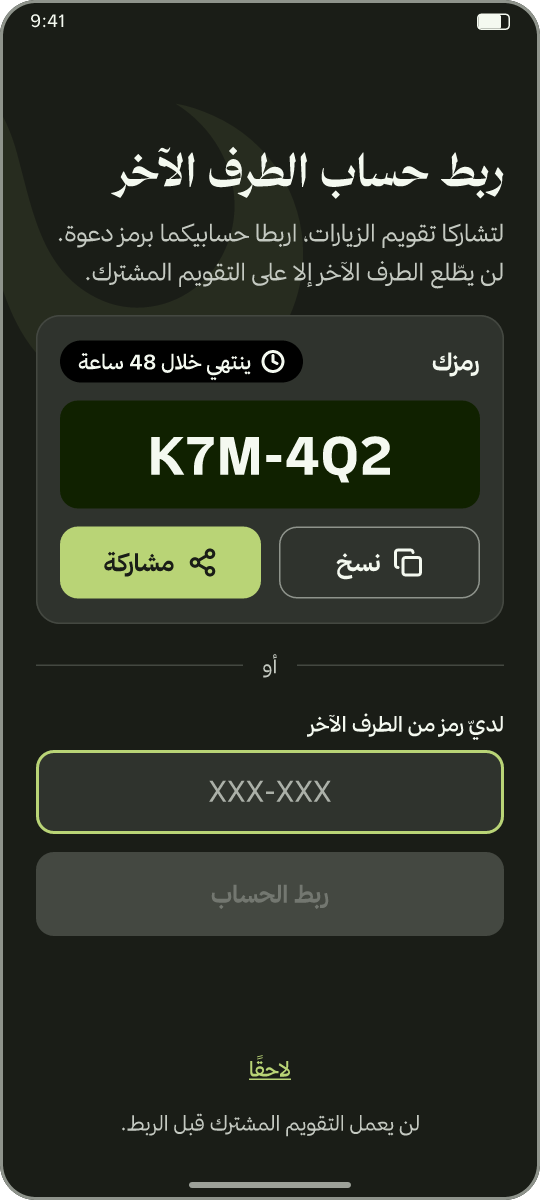 9:41
ربط حساب الطرف الآخر
لتشاركا تقويم الزيارات، اربطا حسابيكما برمز دعوة.
لن يطّلع الطرف الآخر إلا على التقويم المشترك.
رمزك
ينتهي خلال 48 ساعة
K7M-4Q2
نسخ
مشاركة
أو
لديّ رمز من الطرف الآخر
XXX-XXX
ربط الحساب
لاحقًا
لن يعمل التقويم المشترك قبل الربط.